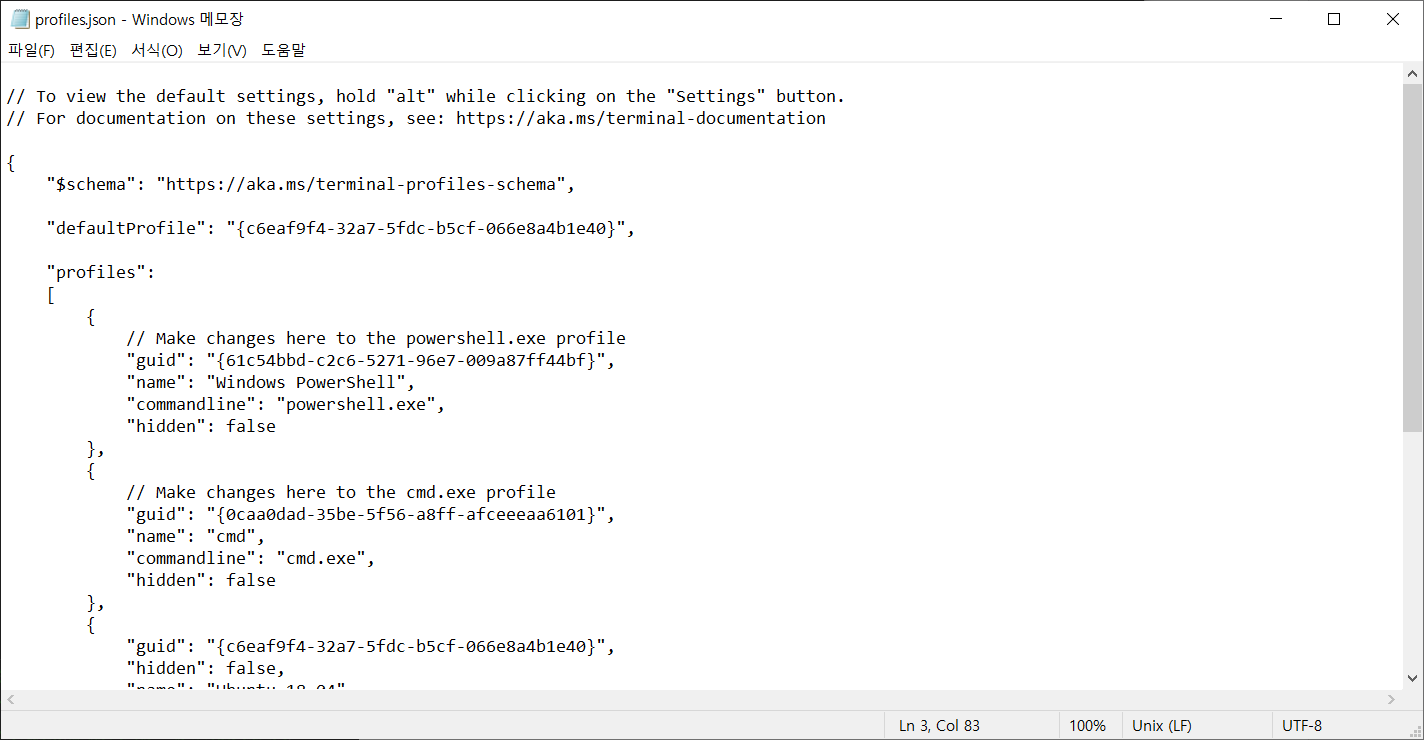 profiles.json - Windows 메모장
파일(F) 편집(E) 서식(O) 보기(V) 도움말
// To view the default settings, hold "alt" while clicking on the "Settings" button.
// For documentation on these settings, see: https://aka.ms/terminal-documentation
{
    "$schema": "https://aka.ms/terminal-profiles-schema",
    "defaultProfile": "{c6eaf9f4-32a7-5fdc-b5cf-066e8a4b1e40}",
    "profiles":
    [
        {
            // Make changes here to the powershell.exe profile
            "guid": "{61c54bbd-c2c6-5271-96e7-009a87ff44bf}",
            "name": "Windows PowerShell",
            "commandline": "powershell.exe",
            "hidden": false
        },
        {
            // Make changes here to the cmd.exe profile
            "guid": "{0caa0dad-35be-5f56-a8ff-afceeeaa6101}",
            "name": "cmd",
            "commandline": "cmd.exe",
            "hidden": false
        },
        {
            "guid": "{c6eaf9f4-32a7-5fdc-b5cf-066e8a4b1e40}",
            "hidden": false,
            "name": "Ubuntu-18.04"
Ln 3, Col 83 100% Unix (LF) UTF-8